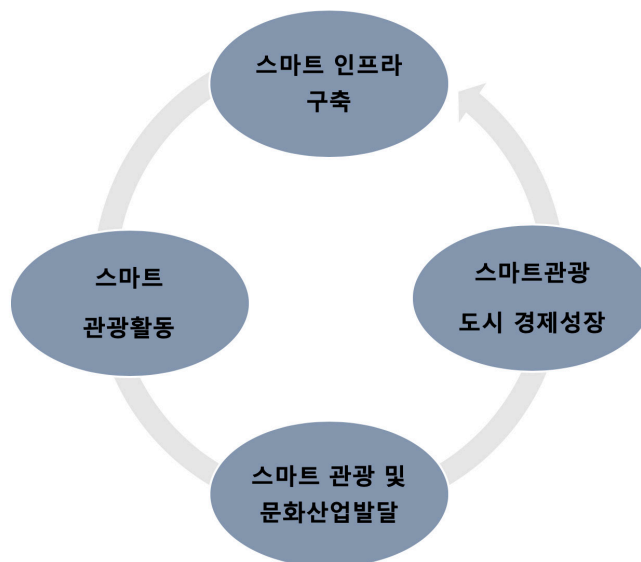 스마트 인프라
구축
스마트
관광활동
스마트관광
도시 경제성장
스마트 관광 및
문화산업발달